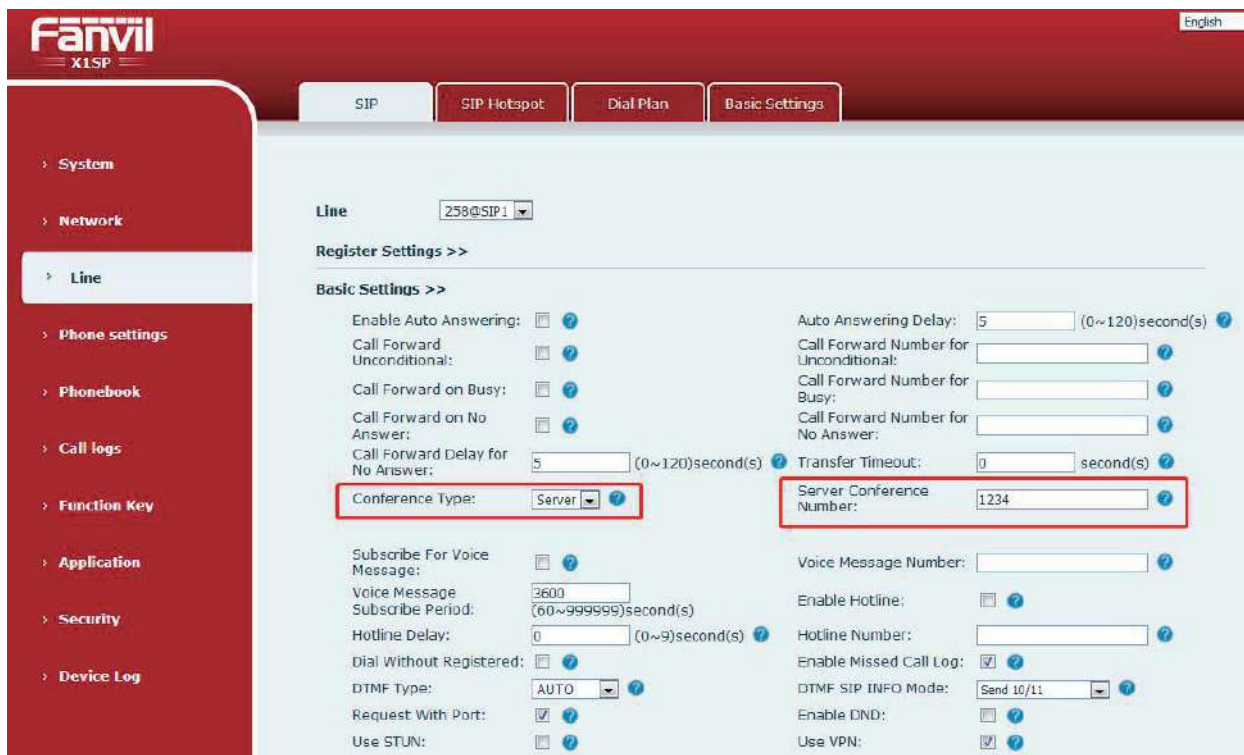 English
Fanvil
X1SP
SIP
SIP Hotspot
Dial Plan
Basic Settings
System
Network
Line
Phone settings
Phonebook
Call logs
Function Key
Application
Security
Device Log
Line 258@SIP1
Register Settings >>
Basic Settings >>
Enable Auto Answering: Auto Answering Delay: 5 (0~120)second(s)
Call Forward
Unconditional:
Call Forward Number for
Unconditional:
Call Forward on Busy:
Call Forward Number for
Busy:
Call Forward on No
Answer:
Call Forward Number for
No Answer:
Call Forward Delay for
No Answer: 5 (0~120)second(s)
Transfer Timeout: 0 second(s)
Conference Type: Server
Server Conference
Number: 1234
Subscribe For Voice
Message:
Voice Message Number:
Voice Message
Subscribe Period: 3600
(60~999999)second(s)
Enable Hotline:
Hotline Delay: 0 (0~9)second(s) Hotline Number:
Dial Without Registered: Enable Missed Call Log:
DTMF Type: AUTO DTMF SIP INFO Mode: Send 10/11
Request With Port: Enable DND:
Use STUN: Use VPN: